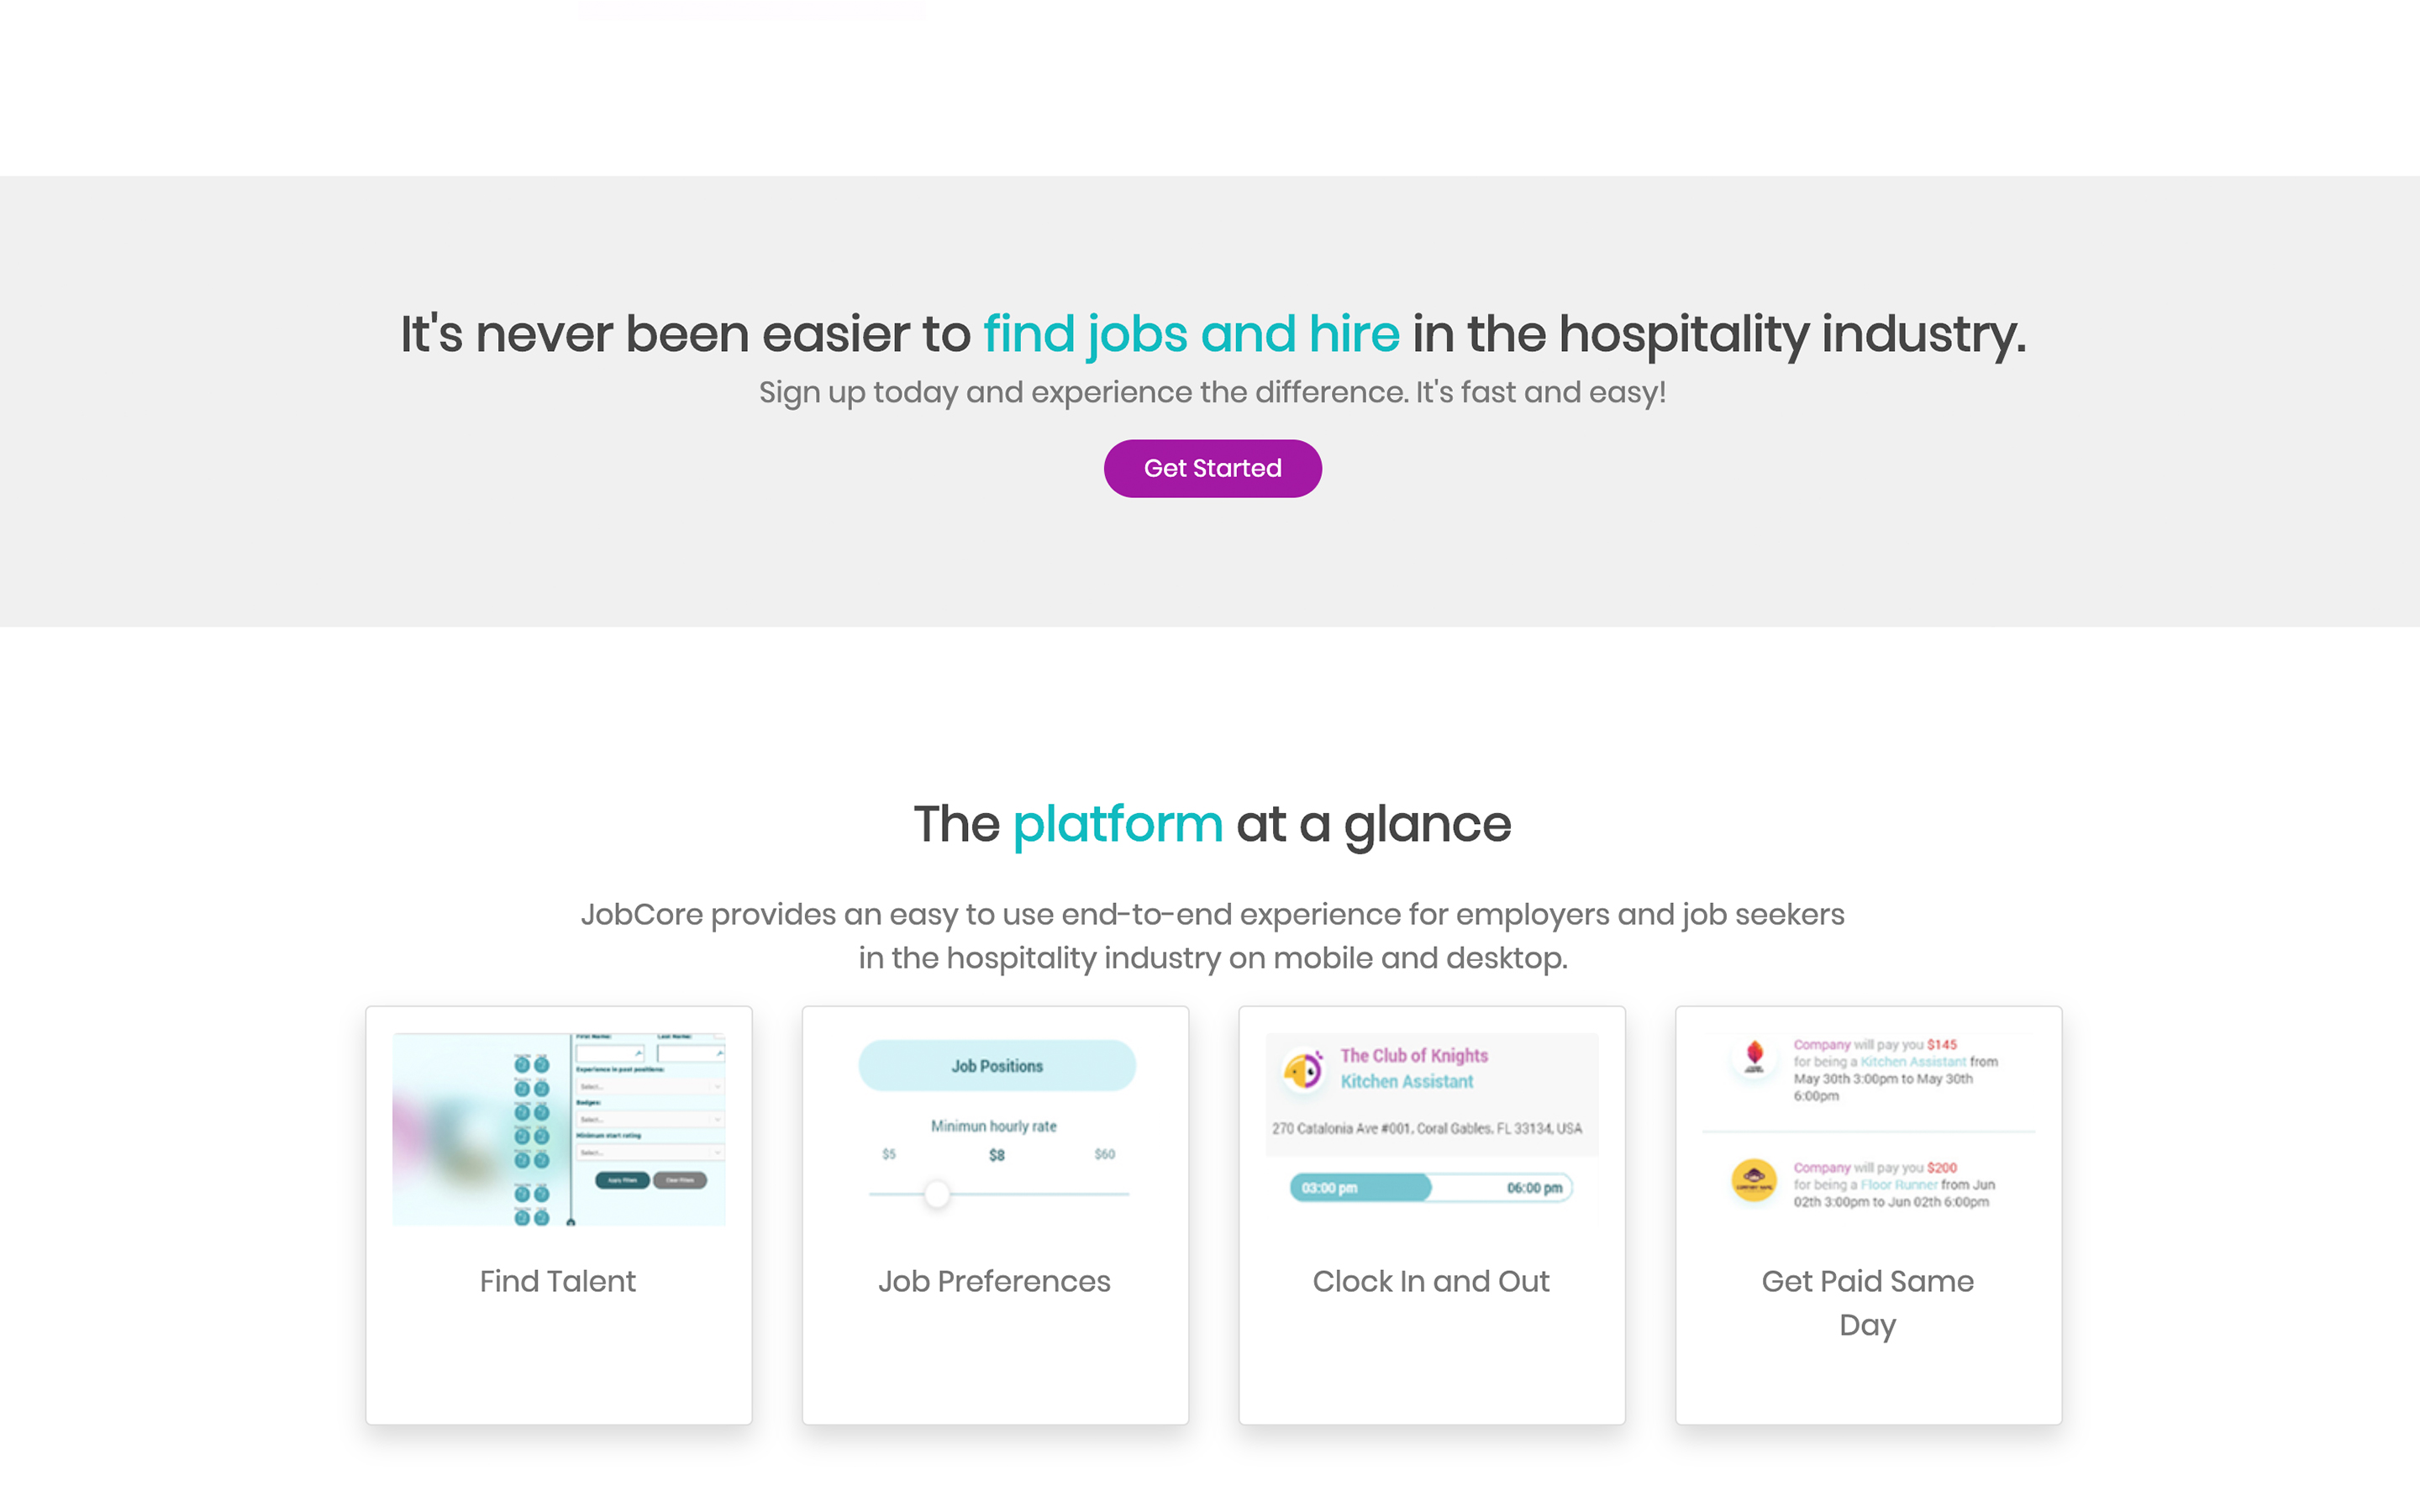 It's never been easier to find jobs and hire in the hospitality industry.
Sign up today and experience the difference. It's fast and easy!
Get Started
The platform at a glance
JobCore provides an easy to use end-to-end experience for employers and job seekers
in the hospitality industry on mobile and desktop.
First Name: Last Name:
Experience in past positions:
Select...
Badges:
Select...
Minimum start rating
Select...
Apply Filters Clear Filters
Find Talent
Job Positions
Minimun hourly rate
$5 $8 $60
Job Preferences
The Club of Knights
Kitchen Assistant
270 Catalonia Ave #001, Coral Gables, FL 33134, USA
03:00 pm 06:00 pm
Clock In and Out
Company will pay you $145
for being a Kitchen Assistant from
May 30th 3:00pm to May 30th
6:00pm
Company will pay you $200
for being a Floor Runner from Jun
02th 3:00pm to Jun 02th 6:00pm
Get Paid Same
Day